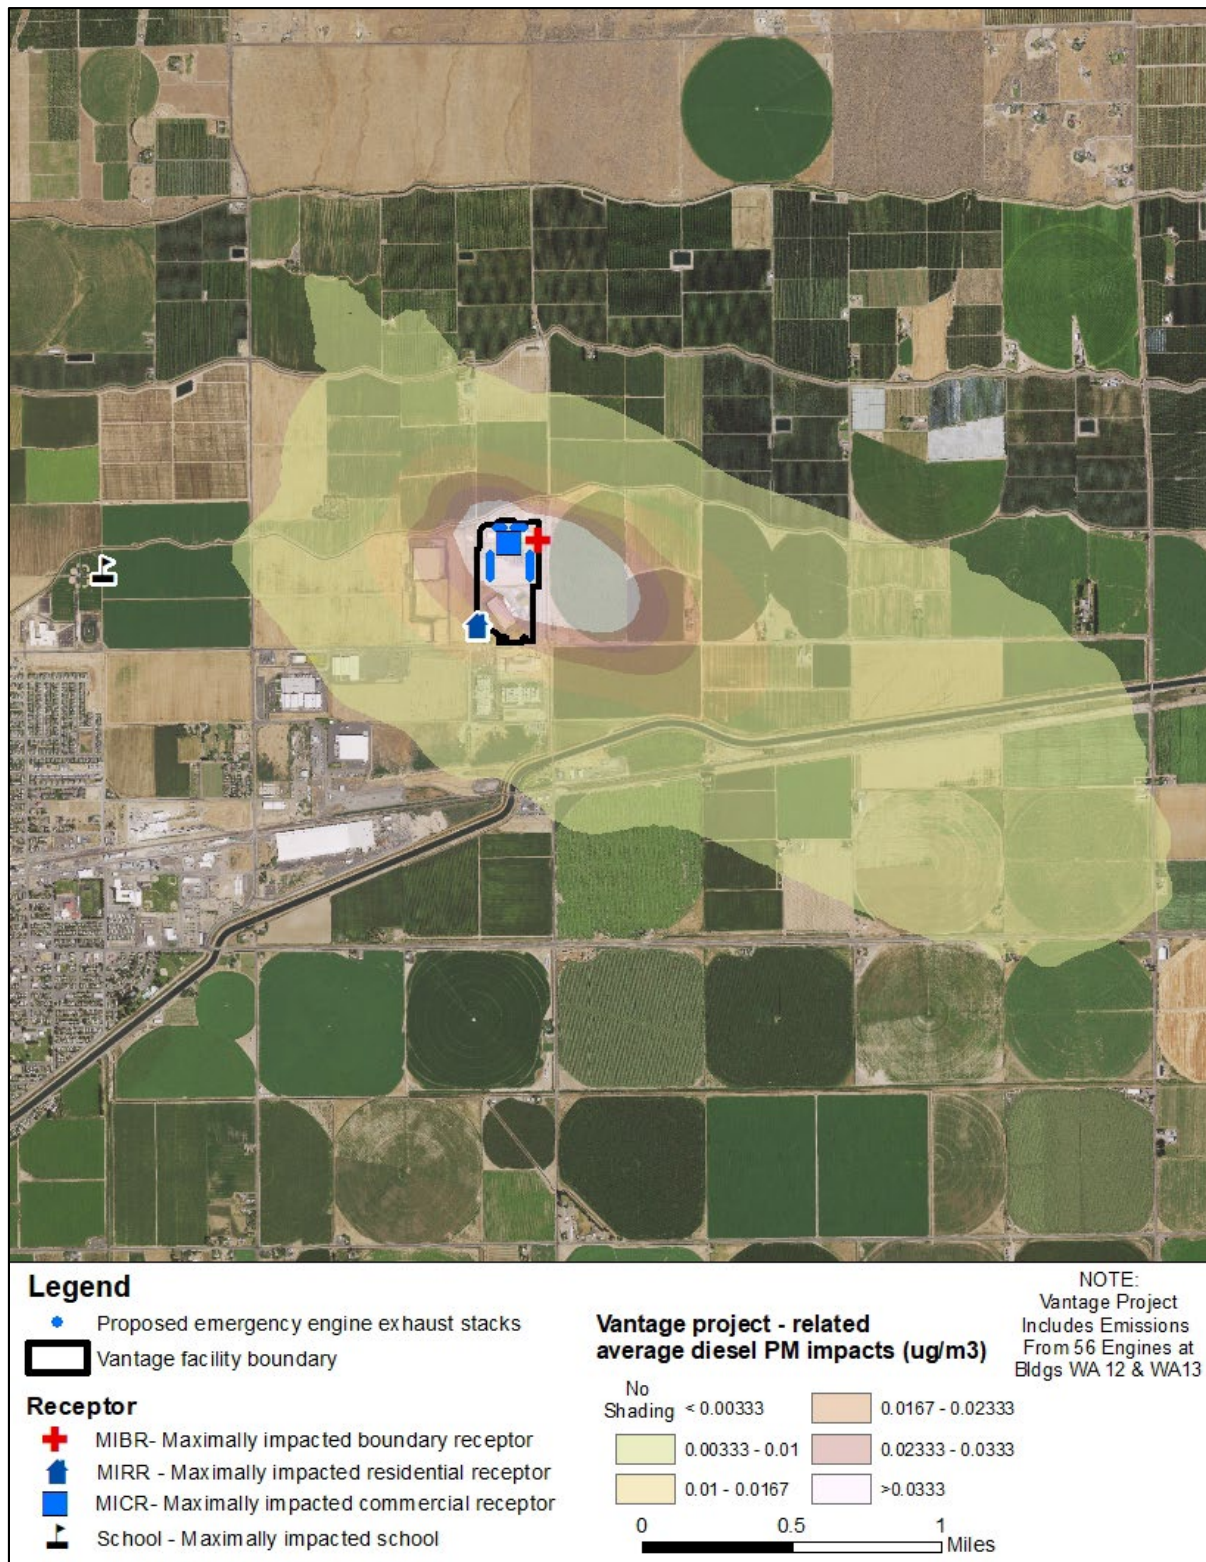 Legend
Proposed emergency engine exhaust stacks
Vantage facility boundary
Receptor
MIBR- Maximally impacted boundary receptor
MIRR - Maximally impacted residential receptor
MICR- Maximally impacted commercial receptor
School - Maximally impacted school
Vantage project - related
average diesel PM impacts (ug/m3)
No
Shading
< 0.00333
0.00333 - 0.01
0.01 - 0.0167
0.0167 - 0.02333
0.02333 - 0.0333
>0.0333
0 0.5 1
Miles
NOTE:
Vantage Project
Includes Emissions
From 56 Engines at
Bldgs WA 12 & WA13